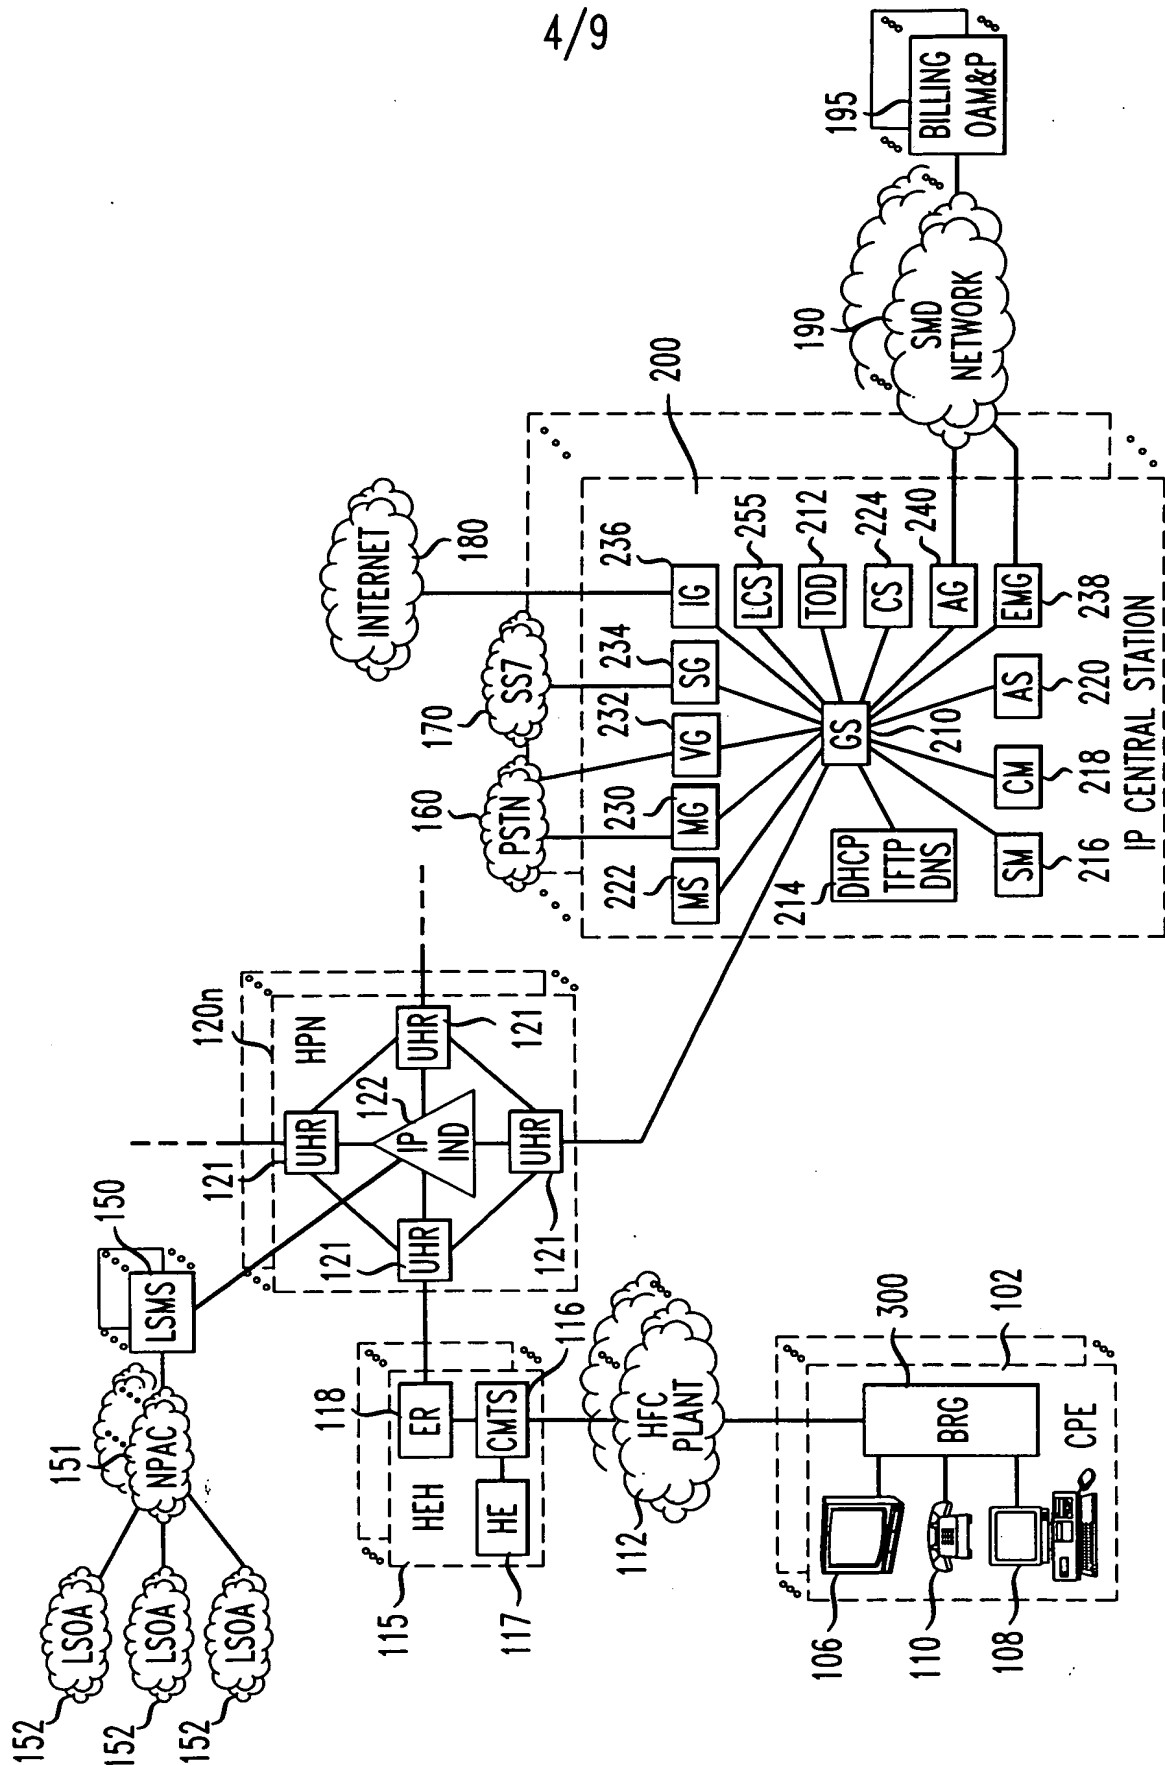 4/9
152
LSOA
152
LSOA
152
LSOA
151
NPAC
150
LSMS
120n
HPN
121
UHR
121
UHR
121
UHR
121
UHR
122
IP
IND
115
HEH
118
ER
CMTS
116
HE
117
112
HFC
PLANT
300
BRG
102
CPE
106
110
108
160
PSTN
170
SS7
INTERNET
180
200
222
MS
230
MG
232
VG
234
SG
236
IG
LCS
255
TOD
212
CS
224
AG
240
EMG
238
GS
210
214
DHCP
TFTP
DNS
SM
216
CM
218
AS
220
IP CENTRAL STATION
190
SMD
NETWORK
195
BILLING
OAM&P